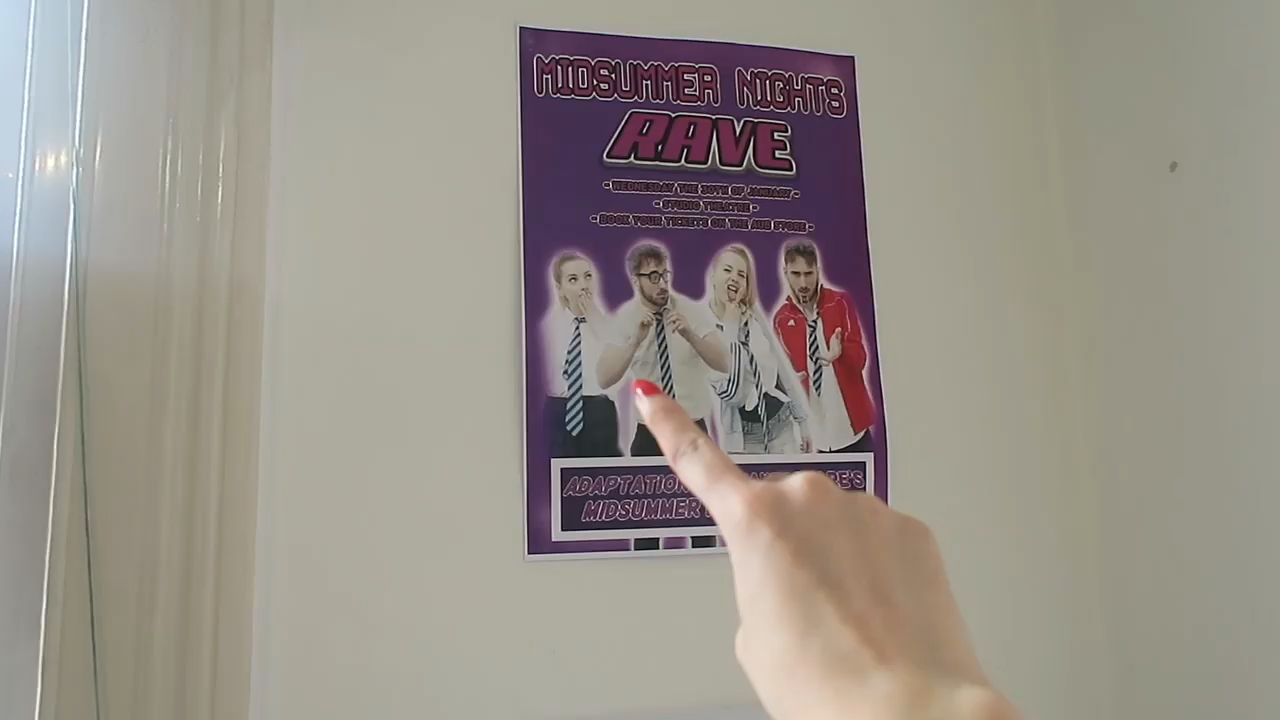 MIDSUMMER NIGHTS
RAVE
- WEDNESDAY THE 30TH OF JANUARY -
- STUDIO THEATRE -
- BOOK YOUR TICKETS ON THE AUB STORE -
ADAPTATION
MIDSUMMER